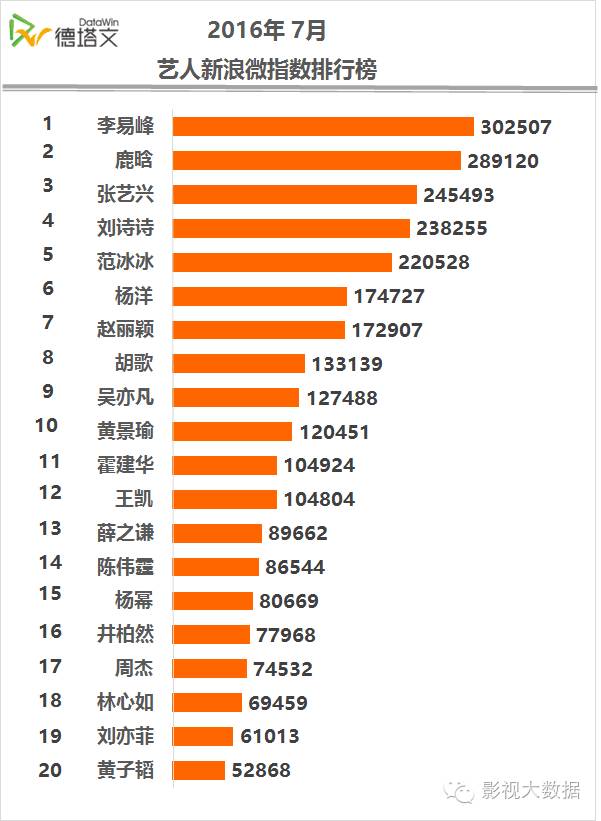 DataWin
德塔文
2016年 7月
艺人新浪微指数排行榜
1 李易峰 302507
2 鹿晗 289120
3 张艺兴 245493
4 刘诗诗 238255
5 范冰冰 220528
6 杨洋 174727
7 赵丽颖 172907
8 胡歌 133139
9 吴亦凡 127488
10 黄景瑜 120451
11 霍建华 104924
12 王凯 104804
13 薛之谦 89662
14 陈伟霆 86544
15 杨幂 80669
16 井柏然 77968
17 周杰 74532
18 林心如 69459
19 刘亦菲 61013
20 黄子韬 52868
影视大数据